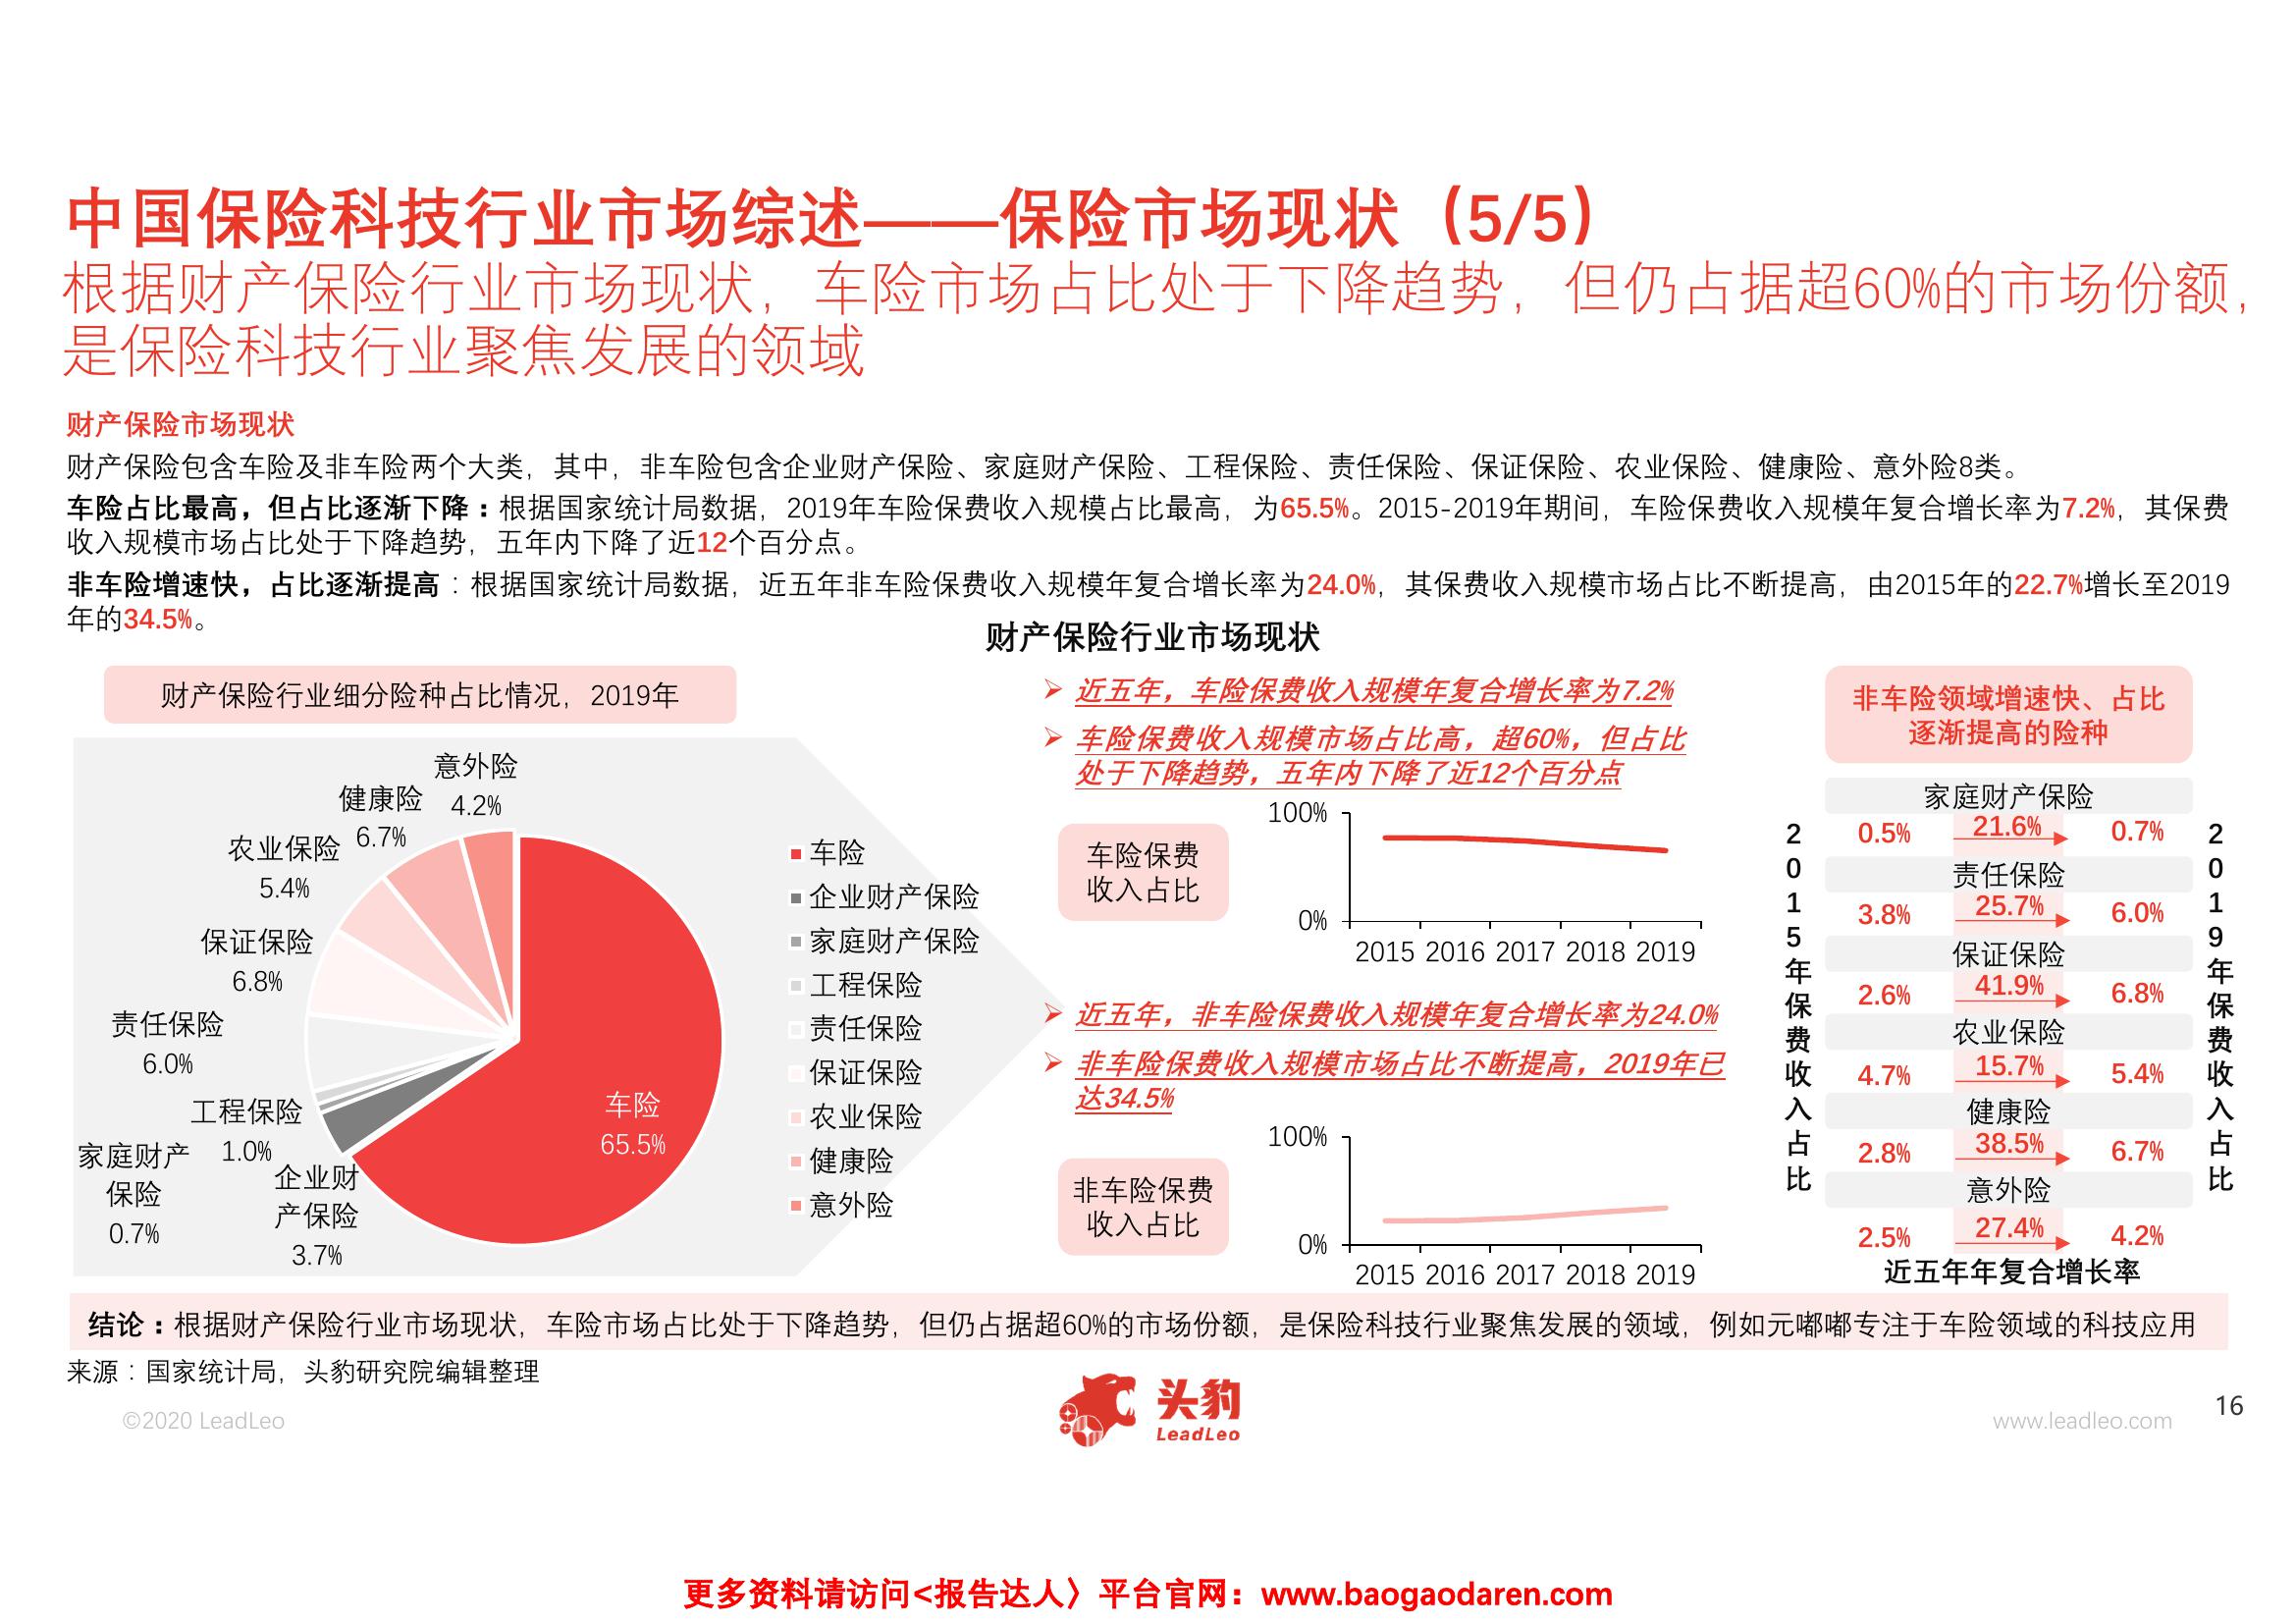 中国保险科技行业市场综述——保险市场现状（5/5）
根据财产保险行业市场现状，车险市场占比处于下降趋势，但仍占据超60%的市场份额，
是保险科技行业聚焦发展的领域
财产保险市场现状
财产保险包含车险及非车险两个大类，其中，非车险包含企业财产保险、家庭财产保险、工程保险、责任保险、保证保险、农业保险、健康险、意外险8类。
车险占比最高，但占比逐渐下降：根据国家统计局数据，2019年车险保费收入规模占比最高，为65.5%。2015-2019年期间，车险保费收入规模年复合增长率为7.2%，其保费
收入规模市场占比处于下降趋势，五年内下降了近12个百分点。
非车险增速快，占比逐渐提高：根据国家统计局数据，近五年非车险保费收入规模年复合增长率为24.0%，其保费收入规模市场占比不断提高，由2015年的22.7%增长至2019
年的34.5%。
财产保险行业市场现状
财产保险行业细分险种占比情况，2019年
意外险
4.2%
健康险
6.7%
农业保险
5.4%
保证保险
6.8%
责任保险
6.0%
工程保险
1.0%
家庭财产
保险
0.7%
企业财
产保险
3.7%
车险
65.5%
车险
企业财产保险
家庭财产保险
工程保险
责任保险
保证保险
农业保险
健康险
意外险
近五年，车险保费收入规模年复合增长率为7.2%
车险保费收入规模市场占比高，超60%，但占比
处于下降趋势，五年内下降了近12个百分点
车险保费
收入占比
100%
0%
2015 2016 2017 2018 2019
近五年，非车险保费收入规模年复合增长率为24.0%
非车险保费收入规模市场占比不断提高，2019年已
达34.5%
非车险保费
收入占比
100%
0%
2015 2016 2017 2018 2019
非车险领域增速快、占比
逐渐提高的险种
2015年保费收入占比
家庭财产保险
0.5% 21.6% 0.7%
责任保险
3.8% 25.7% 6.0%
保证保险
2.6% 41.9% 6.8%
农业保险
4.7% 15.7% 5.4%
健康险
2.8% 38.5% 6.7%
意外险
2.5% 27.4% 4.2%
2019年保费收入占比
近五年年复合增长率
结论：根据财产保险行业市场现状，车险市场占比处于下降趋势，但仍占据超60%的市场份额，是保险科技行业聚焦发展的领域，例如元嘟嘟专注于车险领域的科技应用
来源：国家统计局，头豹研究院编辑整理
©2020 LeadLeo
头豹
LeadLeo
www.leadleo.com
16
更多资料请访问<报告达人〉平台官网：www.baogaodaren.com